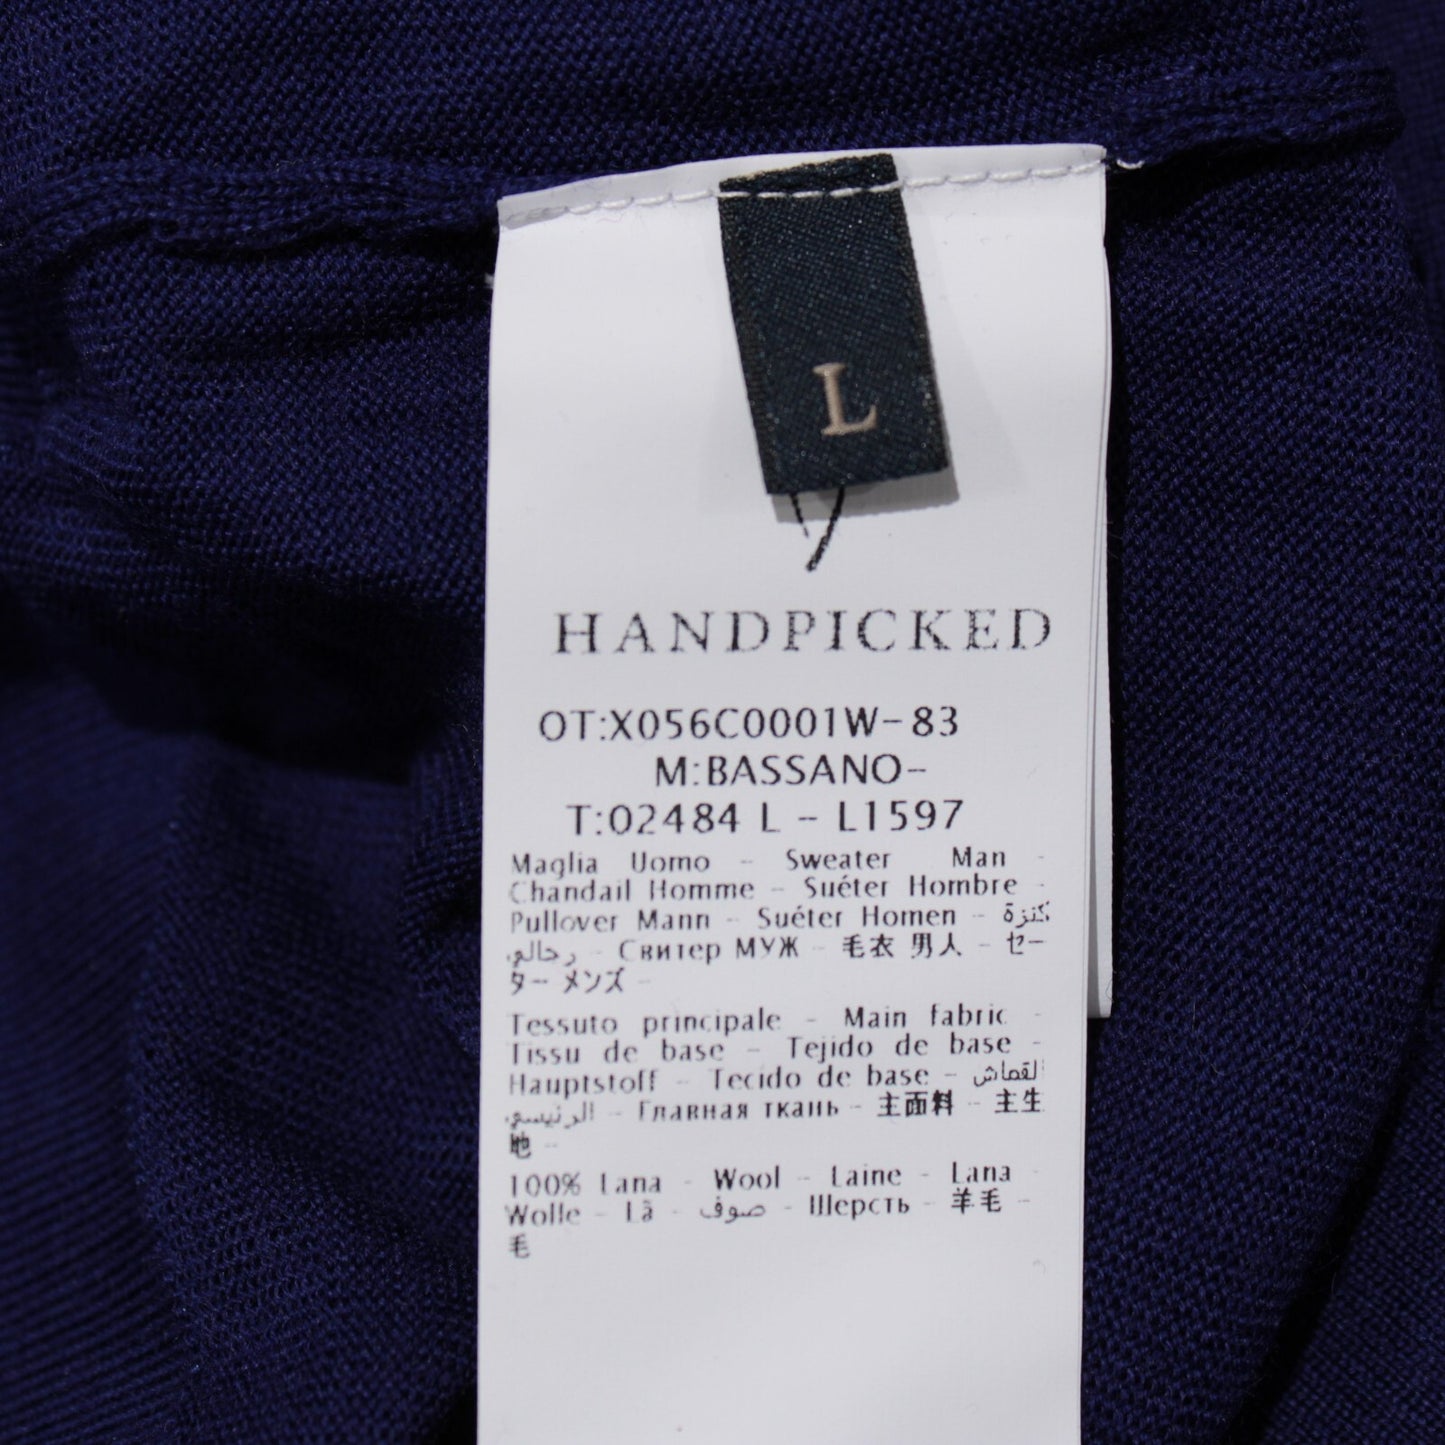 L
HANDPICKED
OT:X056C0001W-83
M:BASSANO-
T:02484 L - L1597
Maglia Uomo - Sweater Man -
Chandail Homme - Suéter Hombre -
Pullover Mann - Suéter Homen - كنزة
رجالي - Свитер МУЖ - 毛衣 男人 - セー
ター メンズ -
Tessuto principale - Main fabric -
Tissu de base - Tejido de base -
Hauptstoff - Tecido de base - القماش
الرئيسي - Главная ткань - 主面料 - 主生
地 -
100% Lana - Wool - Laine - Lana -
Wolle - Lã - صوف - Шерсть - 羊毛 -
毛